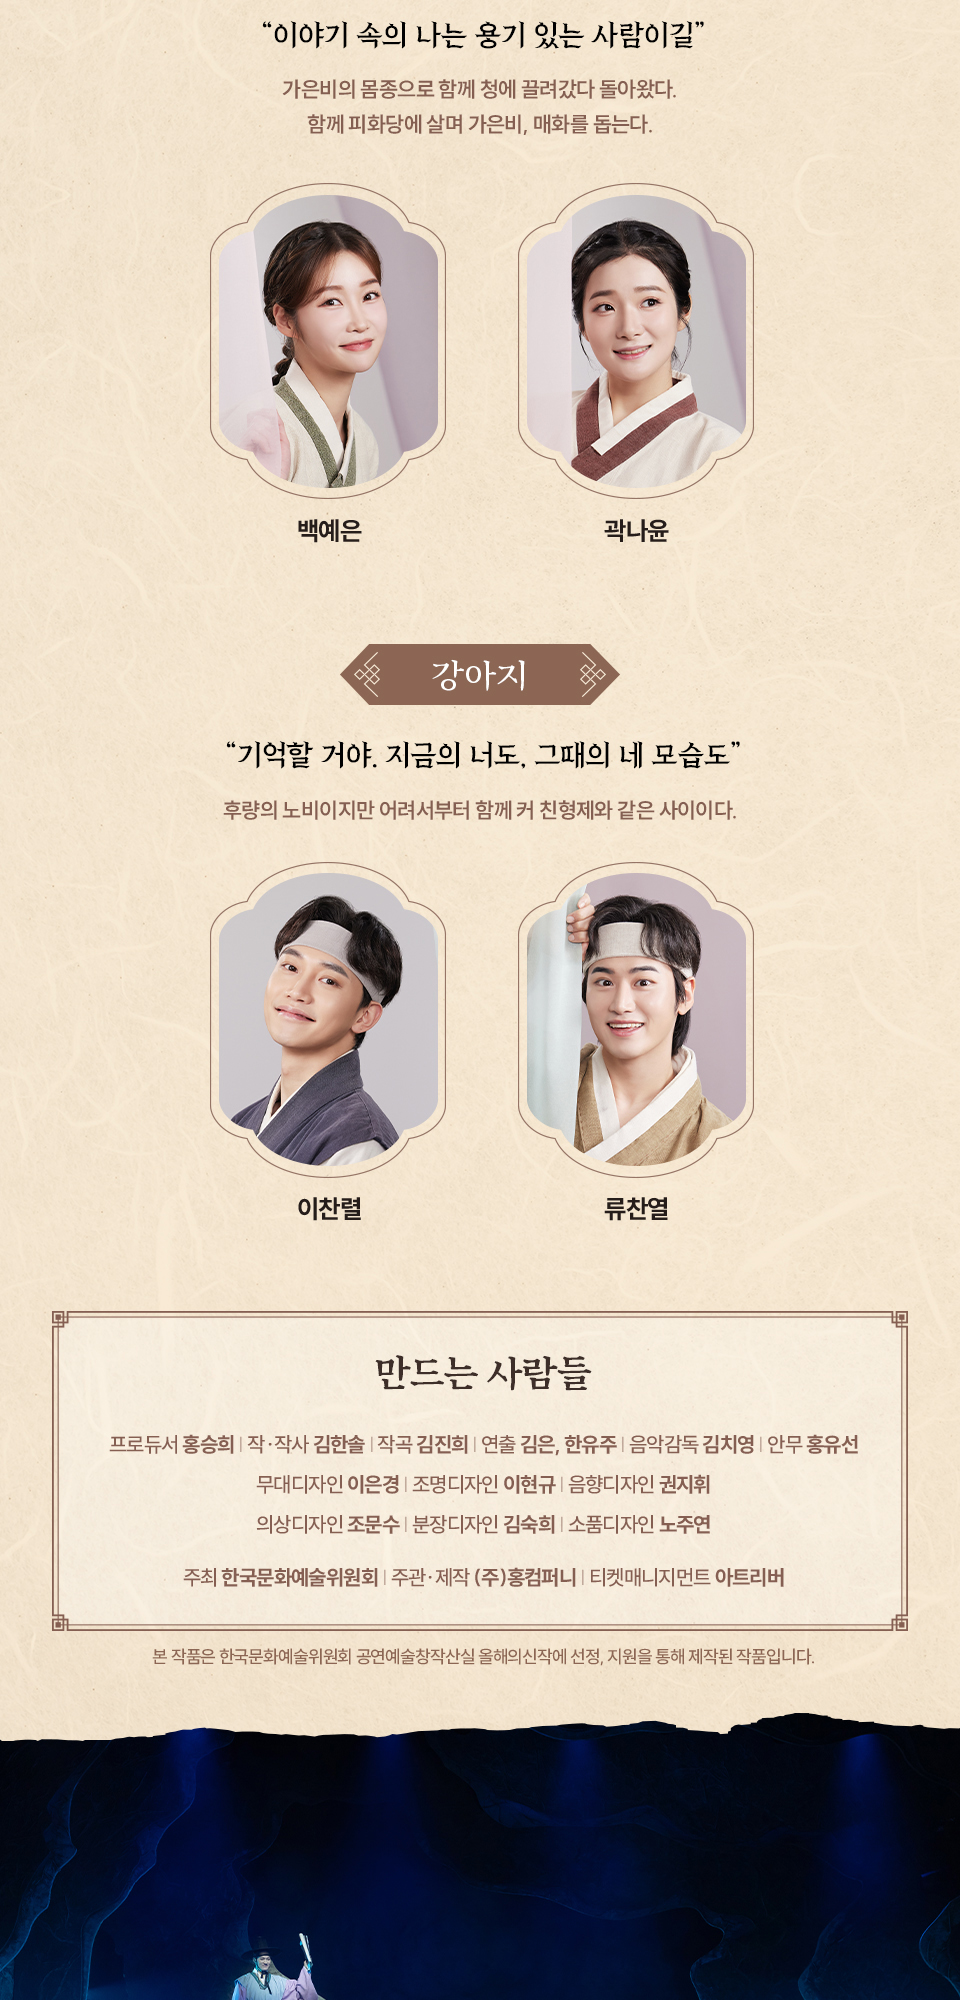 “이야기 속의 나는 용기 있는 사람이길”
가은비의 몸종으로 함께 청에 끌려갔다 돌아왔다.
함께 피화당에 살며 가은비, 매화를 돕는다.
백예은
곽나윤
강아지
“기억할 거야. 지금의 너도, 그때의 네 모습도”
후량의 노비이지만 어려서부터 함께 커 친형제와 같은 사이이다.
이찬렬
류찬열
만드는 사람들
프로듀서 홍승희 | 작·작사 김한솔 | 작곡 김진희 | 연출 김은, 한유주 | 음악감독 김치영 | 안무 홍유선
무대디자인 이은경 | 조명디자인 이현규 | 음향디자인 권지휘
의상디자인 조문수 | 분장디자인 김숙희 | 소품디자인 노주연
주최 한국문화예술위원회 | 주관·제작 (주)홍컴퍼니 | 티켓매니지먼트 아트리버
본 작품은 한국문화예술위원회 공연예술창작산실 올해의신작에 선정, 지원을 통해 제작된 작품입니다.